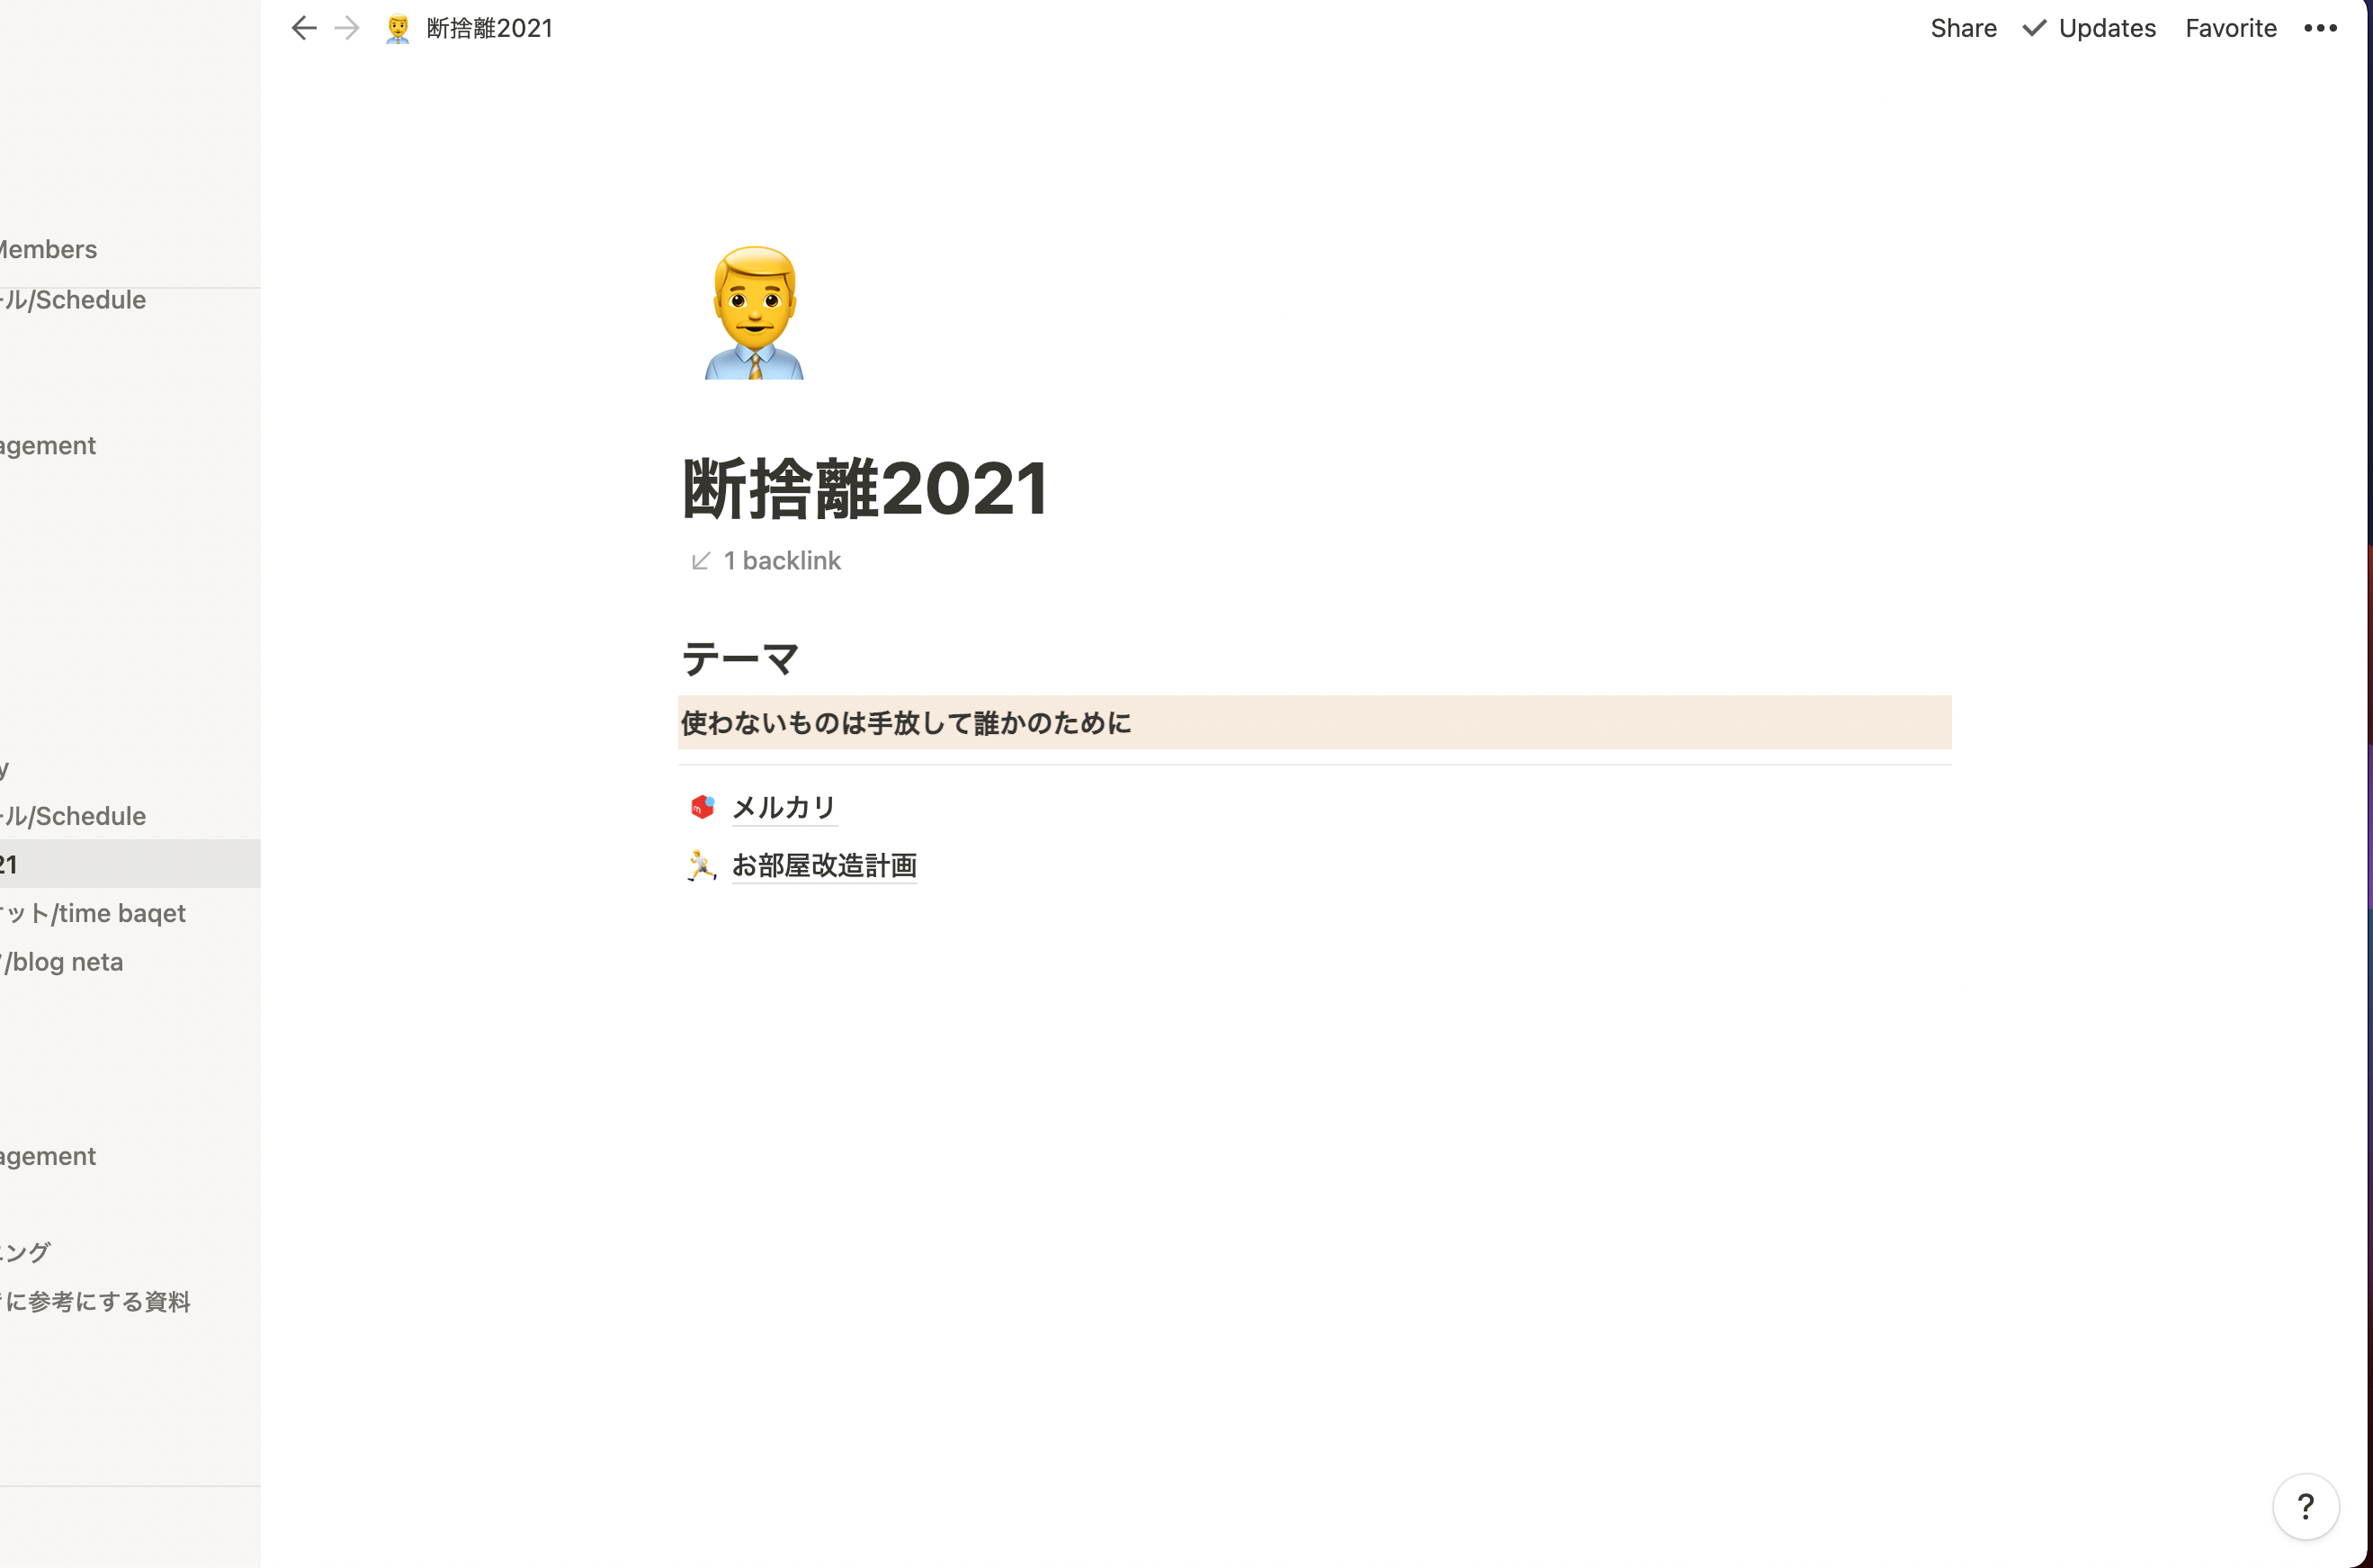 断捨離2021
Share
Updates
Favorite
Members
ール/Schedule
agement
y
ール/Schedule
21
ケット/time baqet
/blog neta
agement
ニング
に参考にする資料
断捨離2021
1 backlink
テーマ
使わないものは手放して誰かのために
メルカリ
お部屋改造計画
?